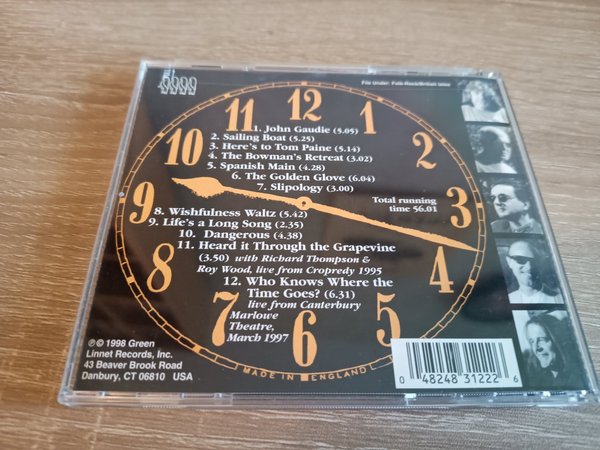 File Under: Folk-Rock/British Isles
11
12
1
10
2
9
3
8
4
7
6
1. John Gaudie (5.05)
2. Sailing Boat (5.25)
3. Here's to Tom Paine (5.14)
4. The Bowman's Retreat (3.02)
5. Spanish Main (4.28)
6. The Golden Glove (6.04)
7. Slipology (3.00)
Total running
time 56.01
8. Wishfulness Waltz (5.42)
9. Life's a Long Song (2.35)
10. Dangerous (4.38)
11. Heard it Through the Grapevine
(3.50) with Richard Thompson &
Roy Wood, live from Cropredy 1995
12. Who Knows Where the
Time Goes? (6.31)
live from Canterbury
Marlowe
Theatre,
March 1997
MADE IN ENGLAND
℗© 1998 Green
Linnet Records, Inc.
43 Beaver Brook Road
Danbury, CT 06810 USA
0 48248 31222 6